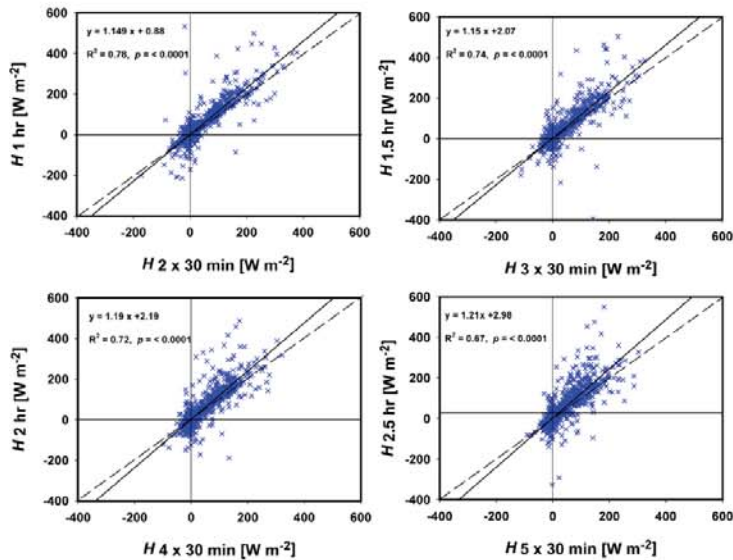 600
y = 1.149 x + 0.88
400
R² = 0.78, p = < 0.0001
200
0
-200
-400
H 1 hr [W m-2]
-400 -200 0 200 400 600
H 2 x 30 min [W m-2]
600
y = 1.15 x +2.07
400
R² = 0.74, p = < 0.0001
200
0
-200
-400
H 1.5 hr [W m-2]
-400 -200 0 200 400 600
H 3 x 30 min [W m-2]
600
y = 1.19 x +2.19
400
R² = 0.72, p = < 0.0001
200
0
-200
-400
H 2 hr [W m-2]
-400 -200 0 200 400 600
H 4 x 30 min [W m-2]
600
y = 1.21x +2.98
400
R² = 0.67, p = < 0.0001
200
0
-200
-400
H 2.5 hr [W m-2]
-400 -200 0 200 400 600
H 5 x 30 min [W m-2]